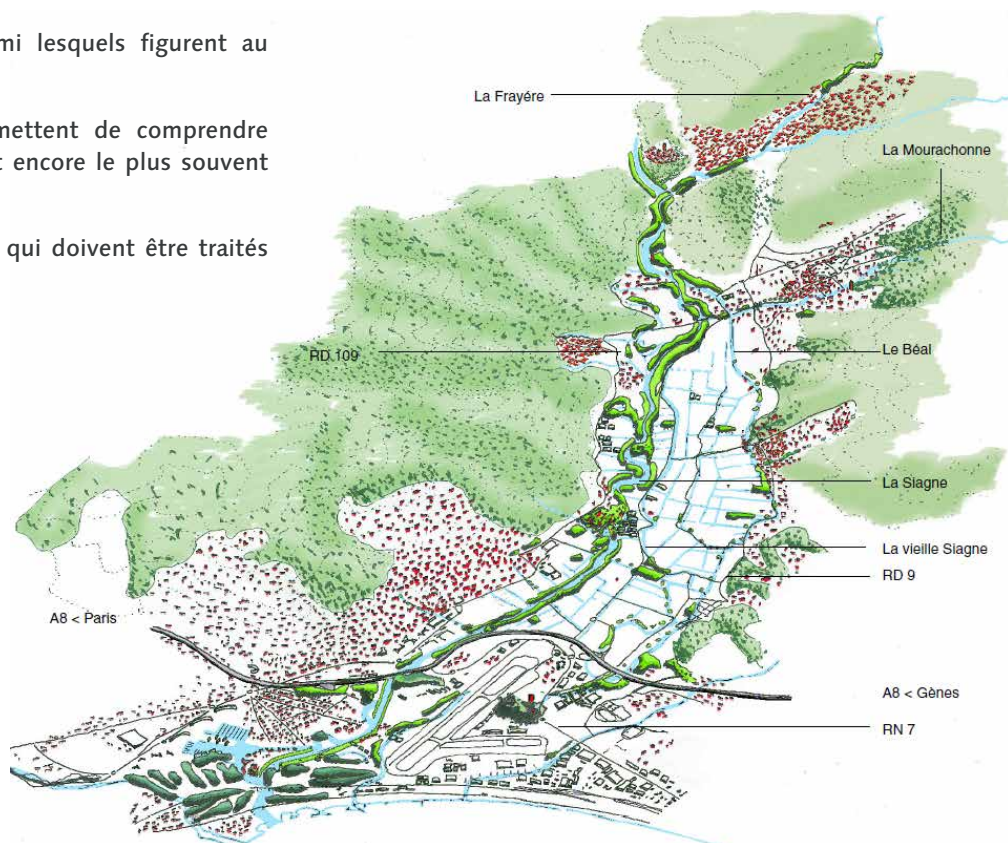 mi lesquels figurent au
mettent de comprendre
t encore le plus souvent
qui doivent être traités
La Frayére
La Mourachonne
RD 109
Le Béal
La Siagne
La vieille Siagne
RD 9
A8 < Paris
A8 < Gènes
RN 7